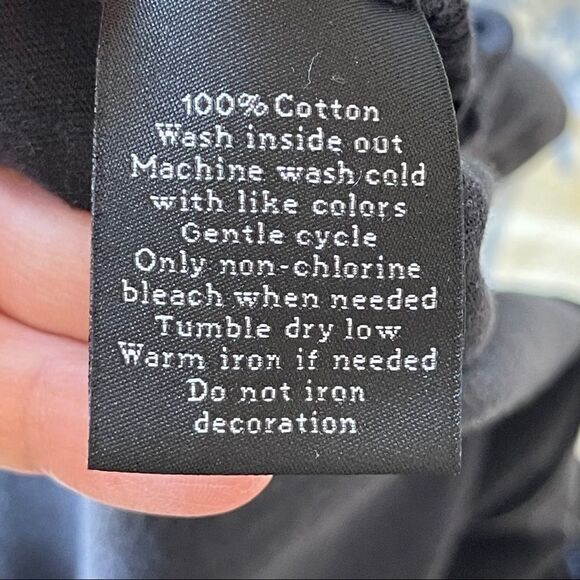 100% Cotton
Wash inside out
Machine wash cold
with like colors
Gentle cycle
Only non-chlorine
bleach when needed
Tumble dry low
Warm iron if needed
Do not iron
decoration